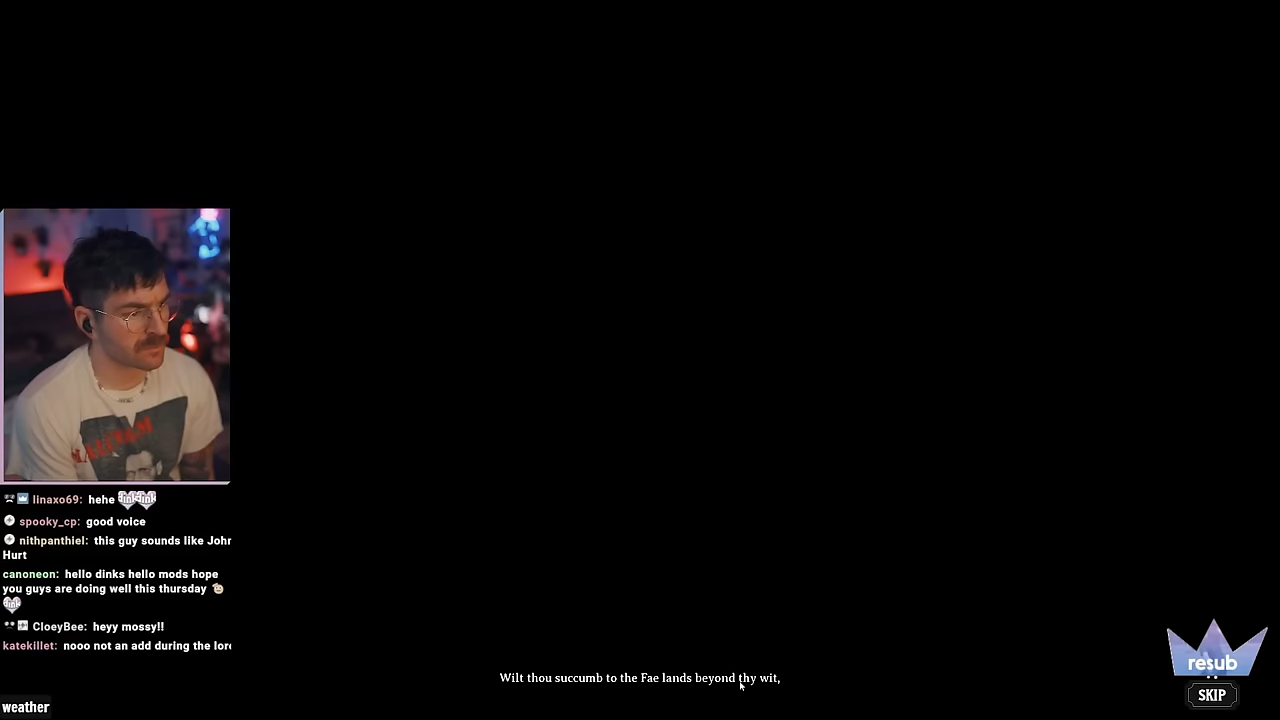 MALCOLM
linaxo69: hehe
spooky_cp: good voice
nithpanthiel: this guy sounds like John
Hurt
canoneon: hello dinks hello mods hope
you guys are doing well this thursday
CloeyBee: heyy mossy!!
katekillet: nooo not an add during the lore
Wilt thou succumb to the Fae lands beyond thy wit,
resub
SKIP
weather